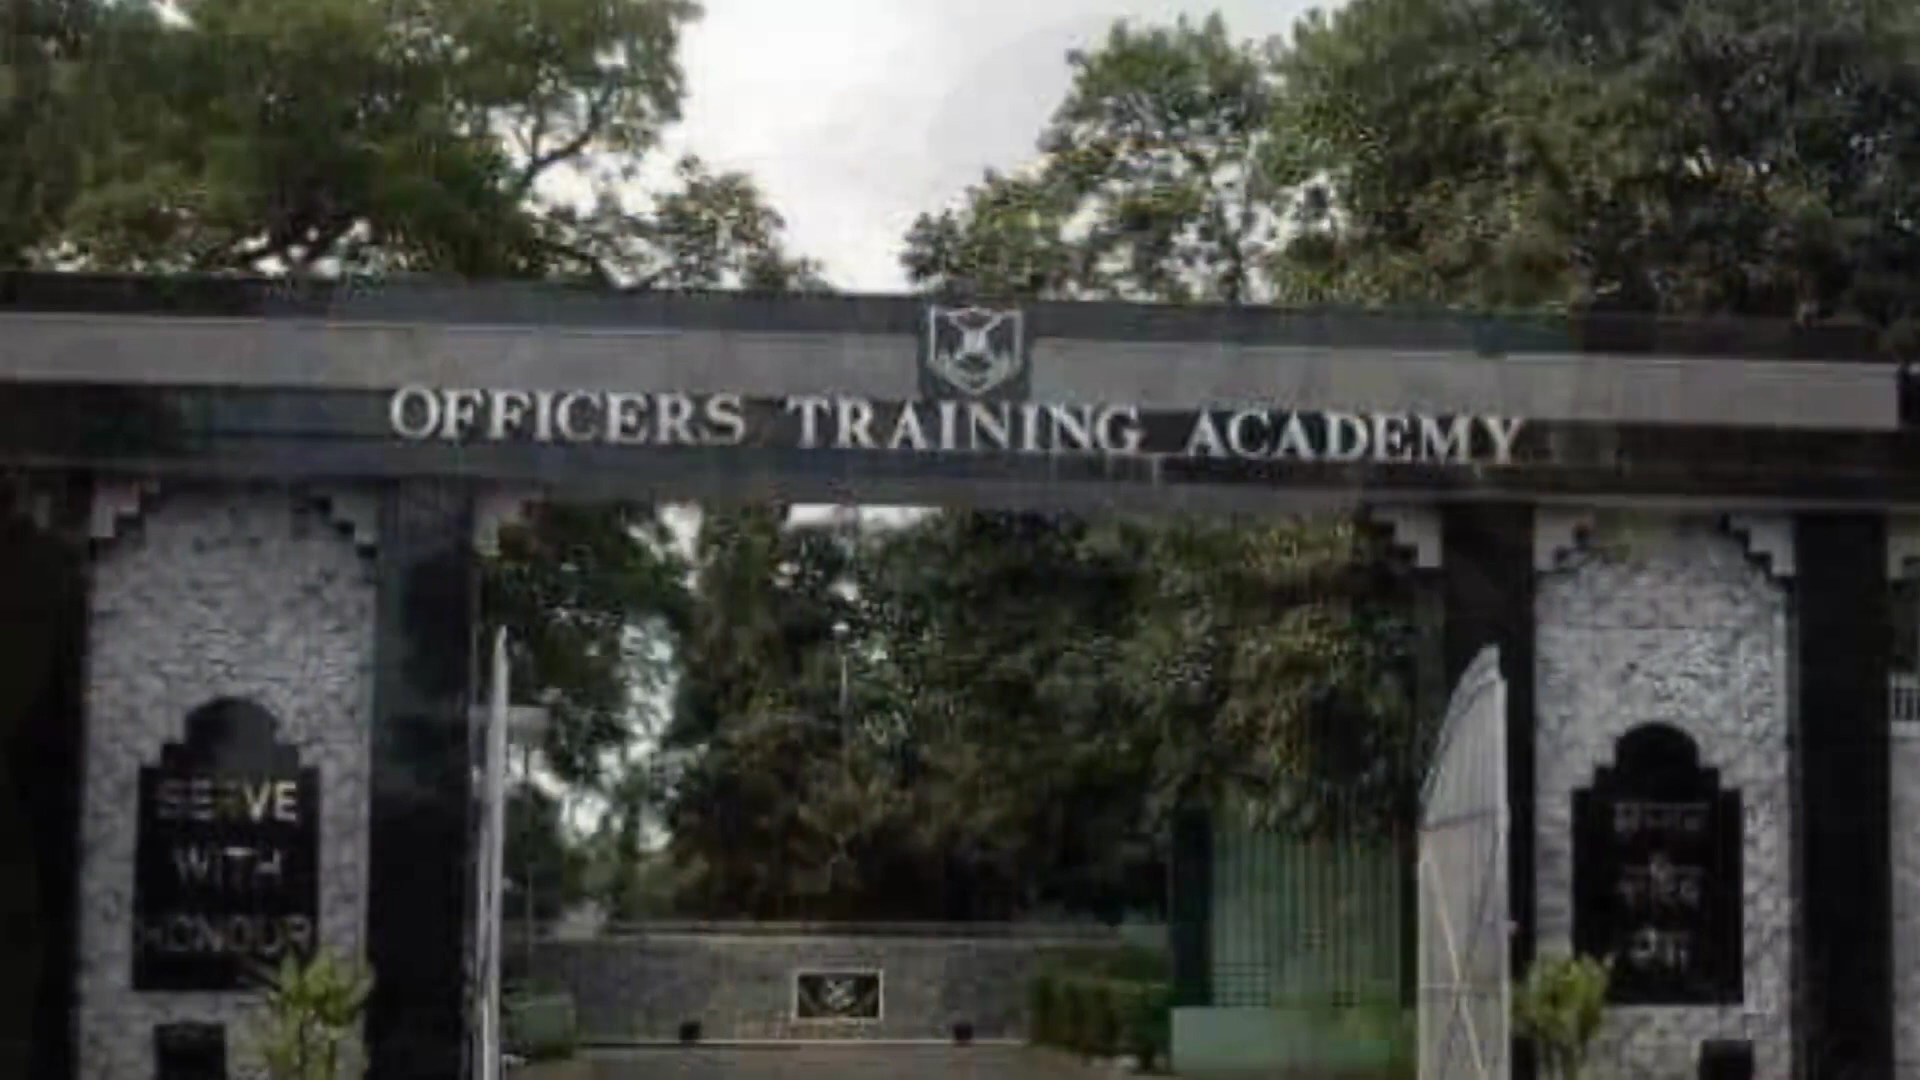 OFFICERS TRAINING ACADEMY
SERVE
WITH
HONOUR